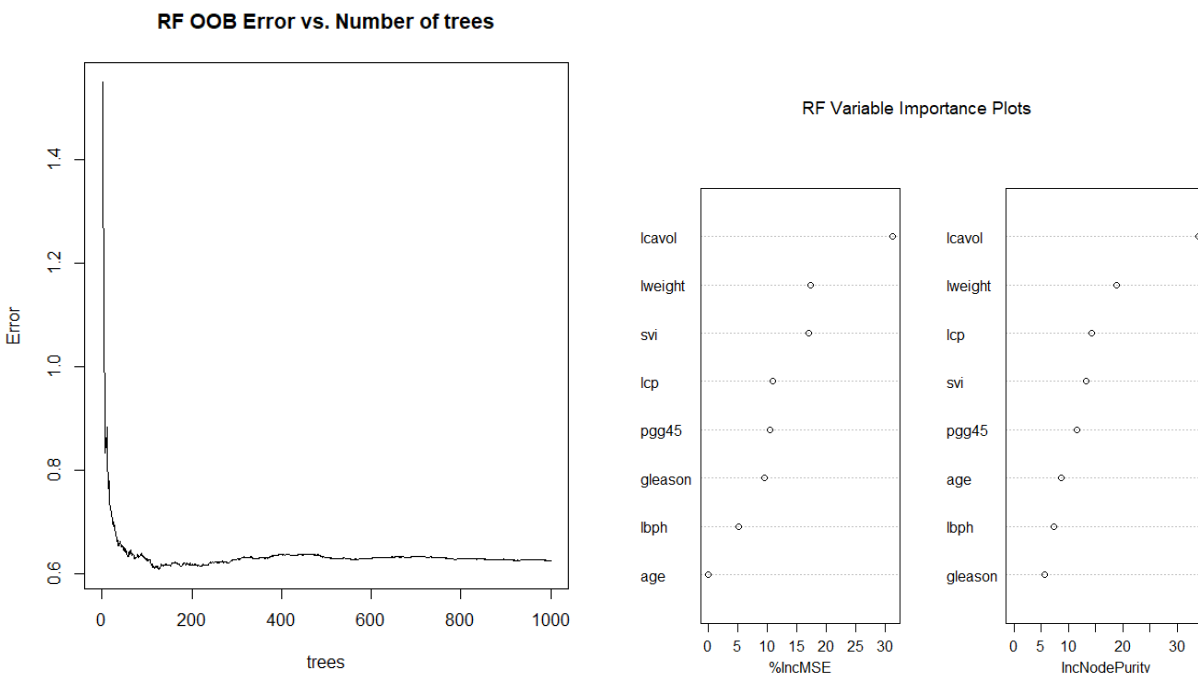 RF OOB Error vs. Number of trees
Error
1.4
1.2
1.0
0.8
0.6
0 200 400 600 800 1000
trees
RF Variable Importance Plots
lcavol
lweight
svi
lcp
pgg45
gleason
lbph
age
0 5 10 15 20 25 30
%IncMSE
lcavol
lweight
lcp
svi
pgg45
age
lbph
gleason
0 5 10 20 30
IncNodePurity